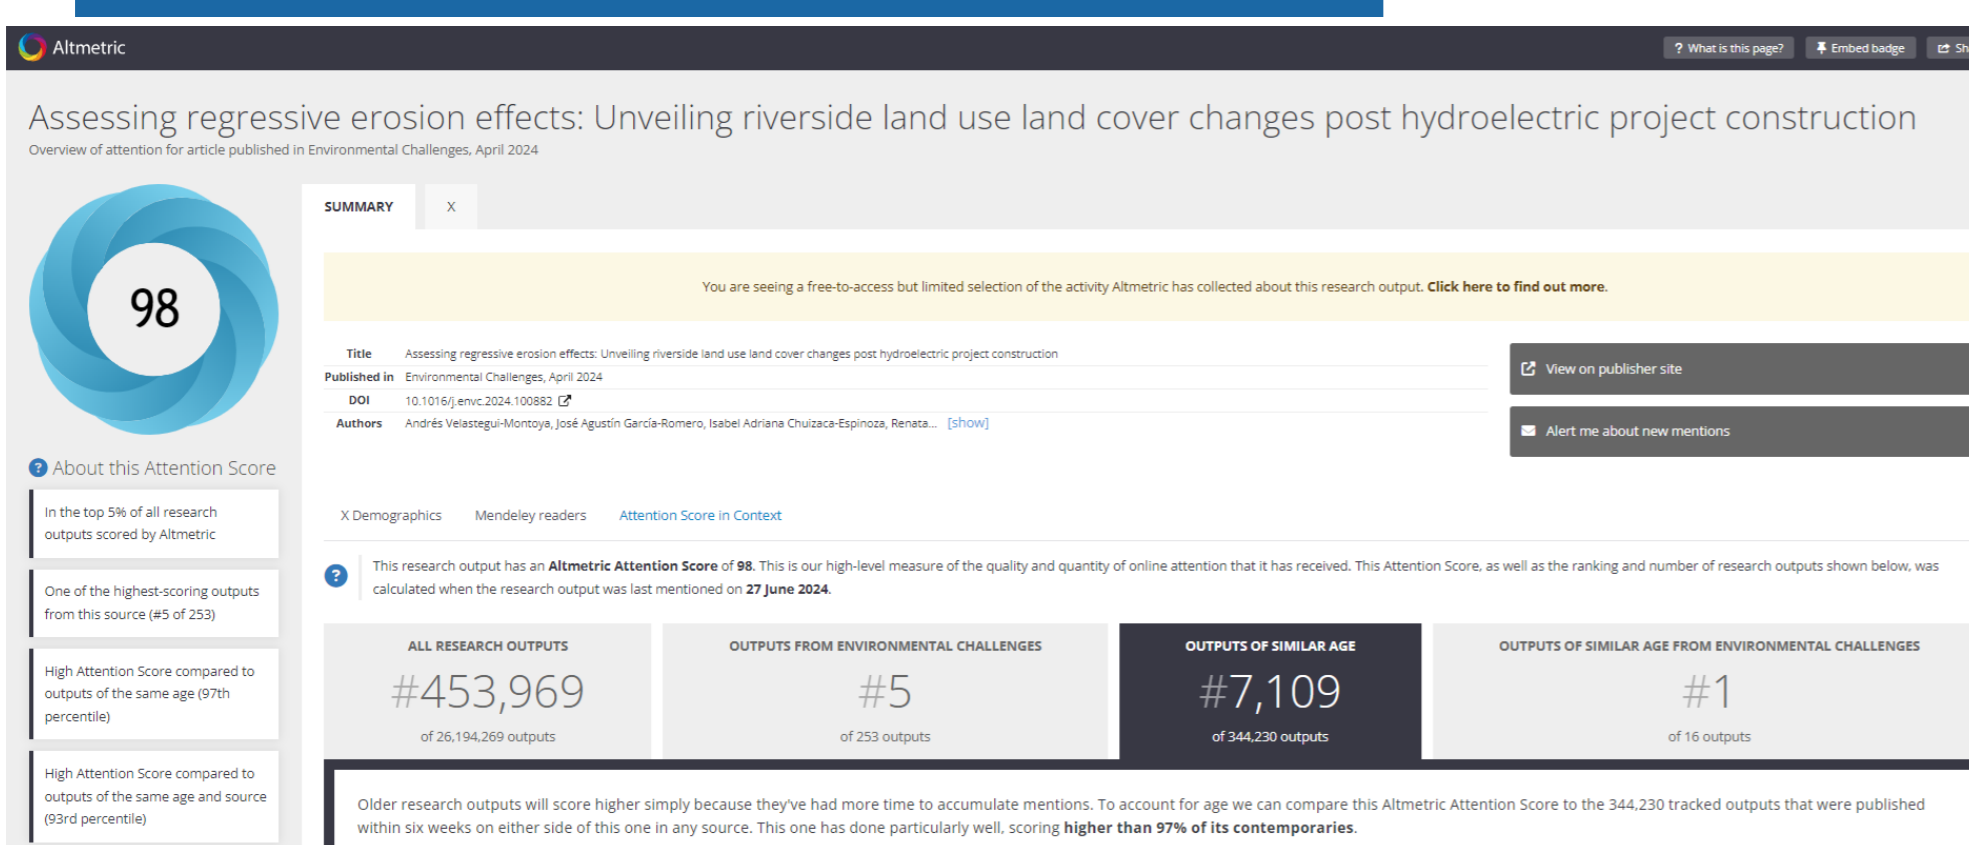 Altmetric
? What is this page?
Embed badge
Sh
Assessing regressive erosion effects: Unveiling riverside land use land cover changes post hydroelectric project construction
Overview of attention for article published in Environmental Challenges, April 2024
98
SUMMARY
X
You are seeing a free-to-access but limited selection of the activity Altmetric has collected about this research output. Click here to find out more.
Title Assessing regressive erosion effects: Unveiling riverside land use land cover changes post hydroelectric project construction
Published in Environmental Challenges, April 2024
DOI 10.1016/j.envc.2024.100882
Authors Andrés Velastegui-Montoya, José Agustín García-Romero, Isabel Adriana Chuizaca-Espinoza, Renata... [show]
View on publisher site
Alert me about new mentions
? About this Attention Score
In the top 5% of all research
outputs scored by Altmetric
One of the highest-scoring outputs
from this source (#5 of 253)
High Attention Score compared to
outputs of the same age (97th
percentile)
High Attention Score compared to
outputs of the same age and source
(93rd percentile)
X Demographics Mendeley readers Attention Score in Context
? This research output has an Altmetric Attention Score of 98. This is our high-level measure of the quality and quantity of online attention that it has received. This Attention Score, as well as the ranking and number of research outputs shown below, was
calculated when the research output was last mentioned on 27 June 2024.
ALL RESEARCH OUTPUTS
#453,969
of 26,194,269 outputs
OUTPUTS FROM ENVIRONMENTAL CHALLENGES
#5
of 253 outputs
OUTPUTS OF SIMILAR AGE
#7,109
of 344,230 outputs
OUTPUTS OF SIMILAR AGE FROM ENVIRONMENTAL CHALLENGES
#1
of 16 outputs
Older research outputs will score higher simply because they've had more time to accumulate mentions. To account for age we can compare this Altmetric Attention Score to the 344,230 tracked outputs that were published
within six weeks on either side of this one in any source. This one has done particularly well, scoring higher than 97% of its contemporaries.